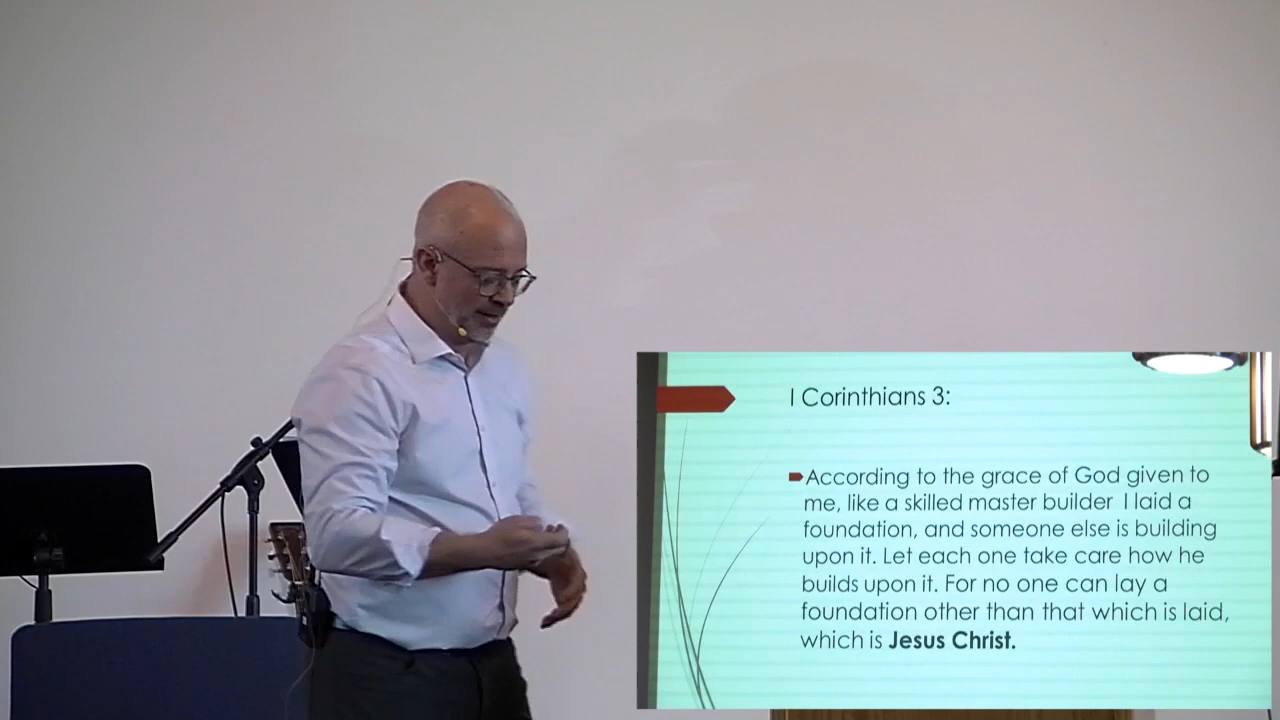 I Corinthians 3:
According to the grace of God given to
me, like a skilled master builder I laid a
foundation, and someone else is building
upon it. Let each one take care how he
builds upon it. For no one can lay a
foundation other than that which is laid,
which is Jesus Christ.